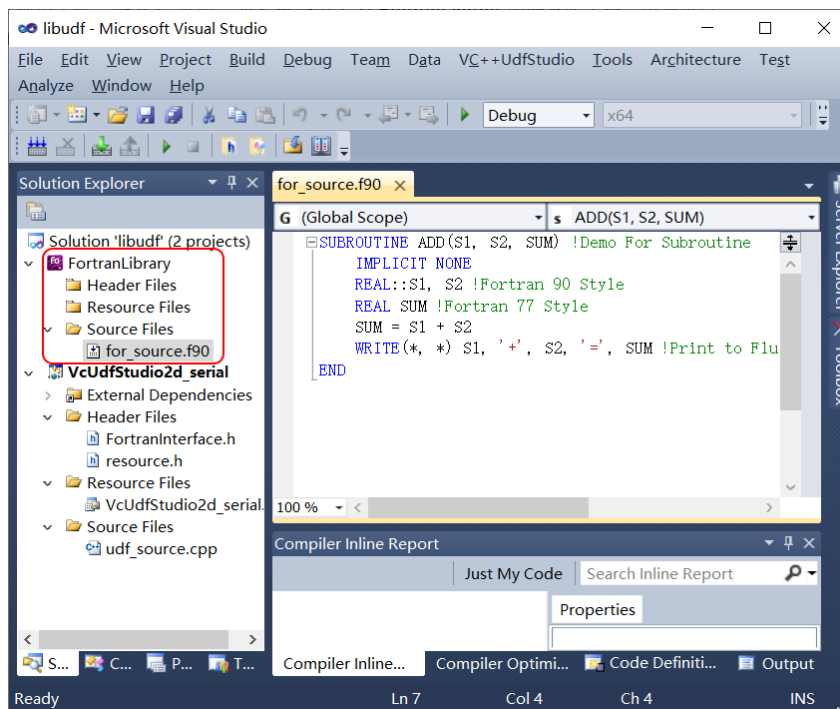 libudf - Microsoft Visual Studio
File Edit View Project Build Debug Team Data VC++UdfStudio Tools Architecture Test
Analyze Window Help
Debug x64
Solution Explorer
for_source.f90
(Global Scope) ADD(S1, S2, SUM)
Solution 'libudf' (2 projects)
FortranLibrary
Header Files
Resource Files
Source Files
for_source.f90
VcUdfStudio2d_serial
External Dependencies
Header Files
FortranInterface.h
resource.h
Resource Files
VcUdfStudio2d_serial.
Source Files
udf_source.cpp
SUBROUTINE ADD(S1, S2, SUM) !Demo For Subroutine
IMPLICIT NONE
REAL::S1, S2 !Fortran 90 Style
REAL SUM !Fortran 77 Style
SUM = S1 + S2
WRITE(*, *) S1, '+', S2, '=', SUM !Print to Flu
END
100 %
Compiler Inline Report
Just My Code Search Inline Report
Properties
S... C... P... T...
Compiler Inline... Compiler Optimi... Code Definiti... Output
Ready Ln 7 Col 4 Ch 4 INS